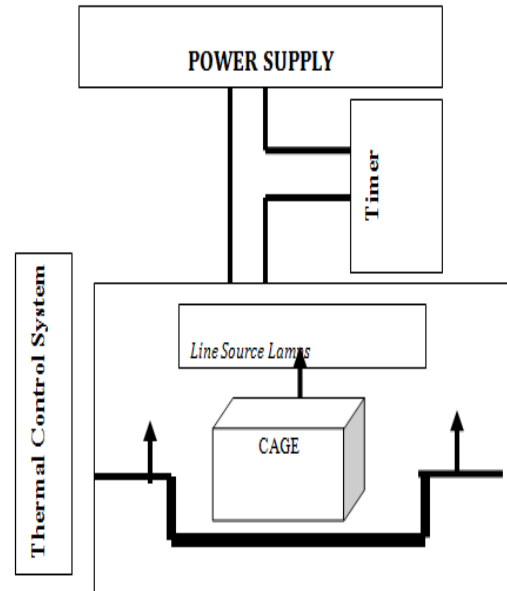 POWER SUPPLY
Timer
Thermal Control System
Line Source Lamps
CAGE